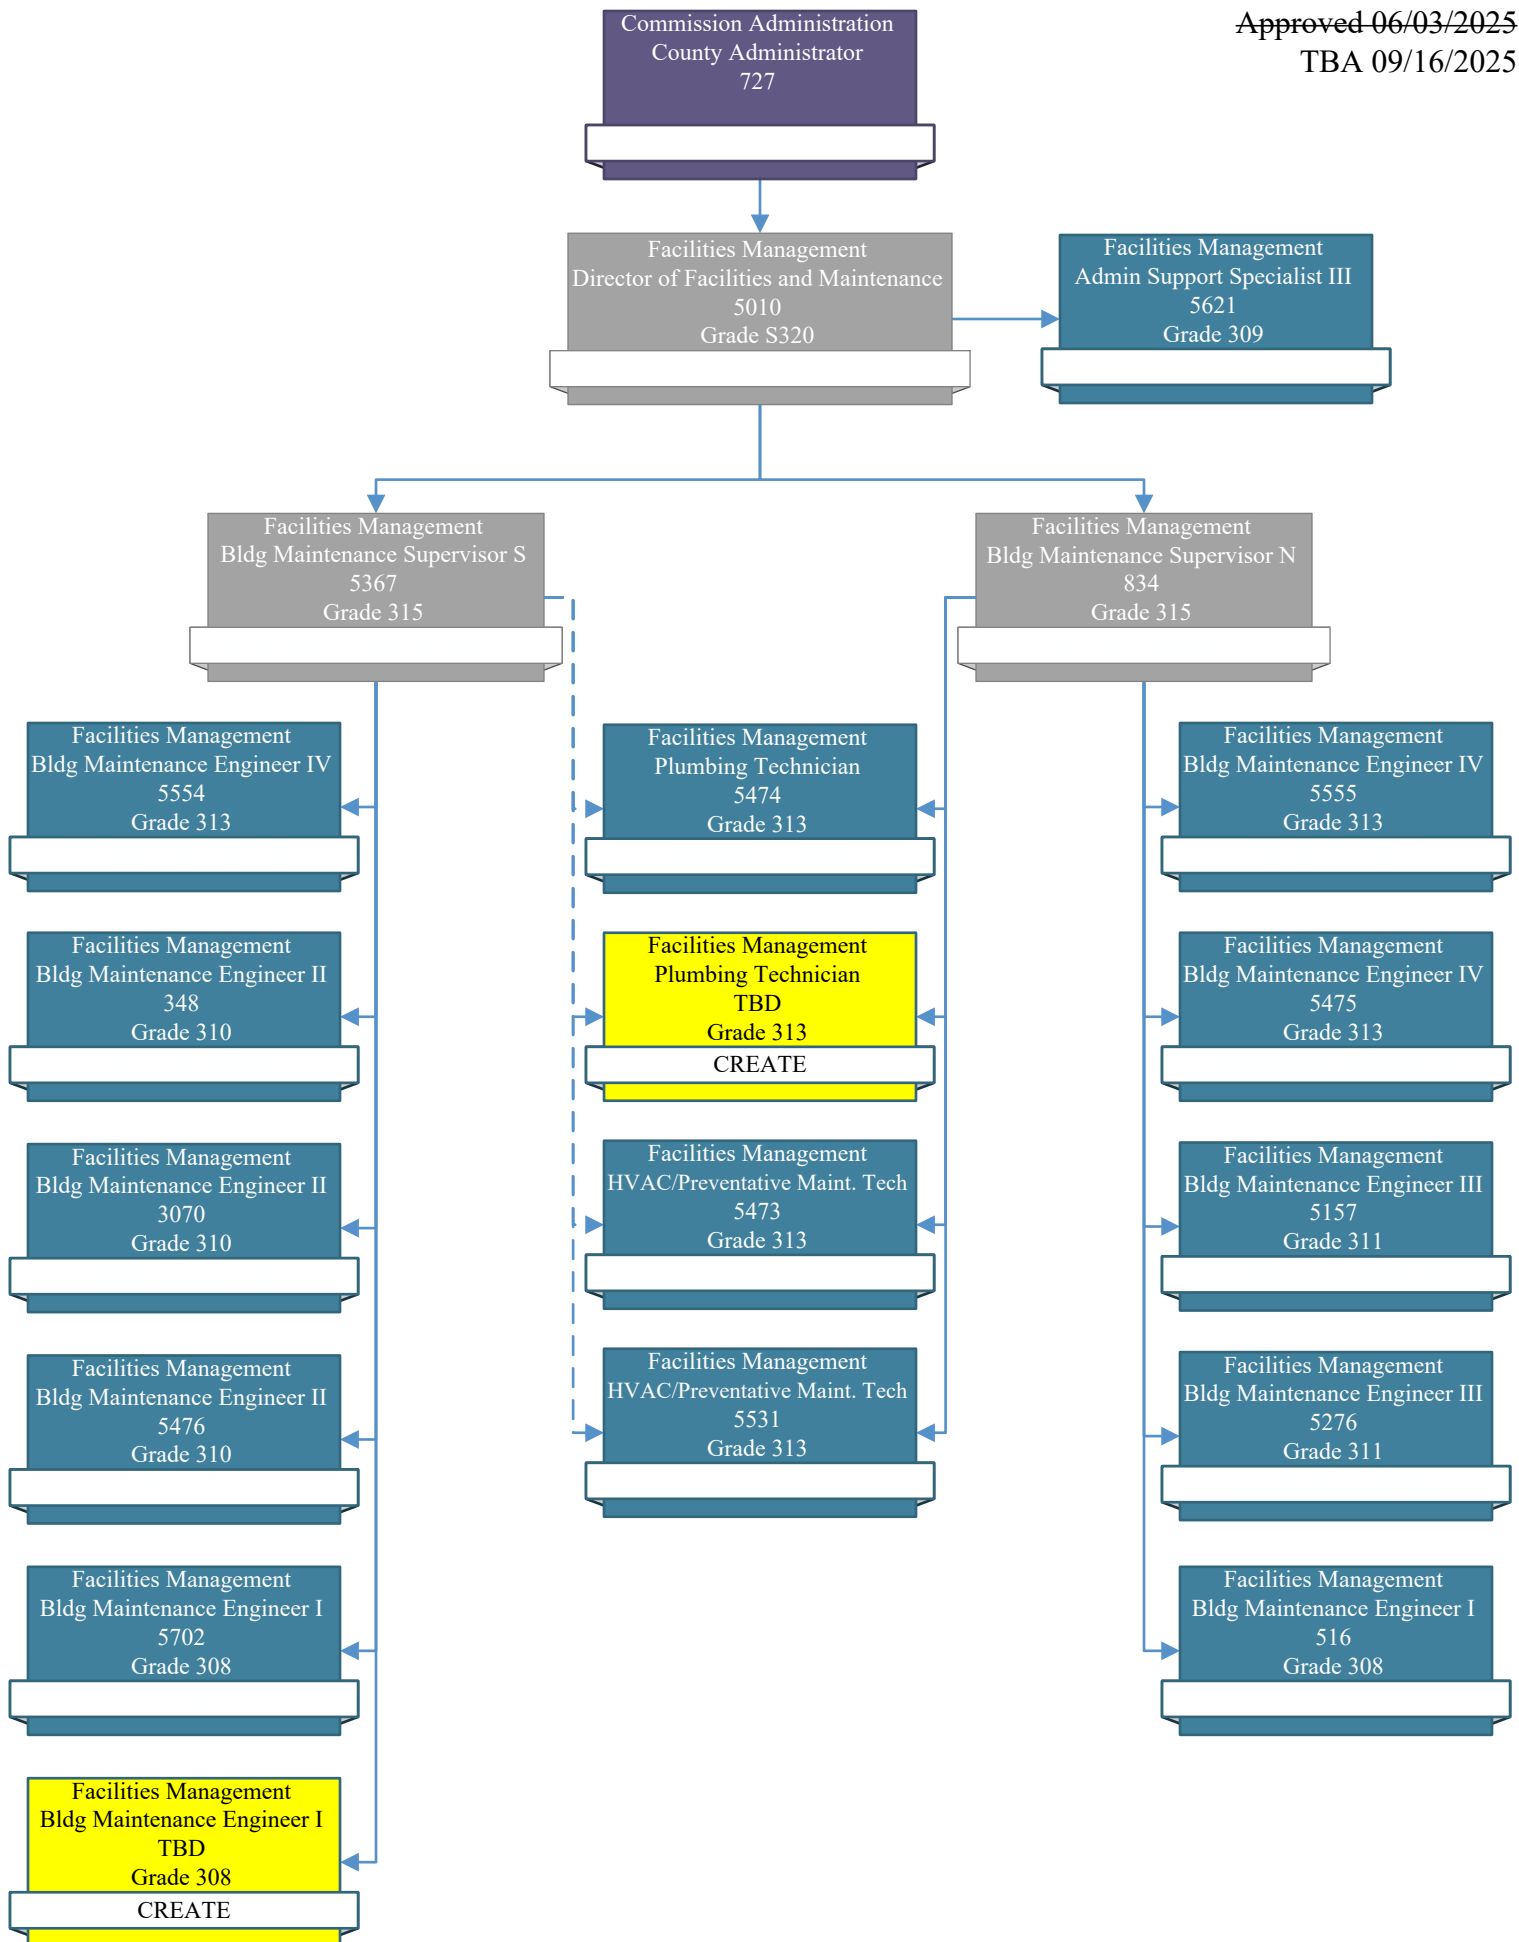 Approved 06/03/2025
TBA 09/16/2025
Commission Administration
County Administrator
727
Facilities Management
Director of Facilities and Maintenance
5010
Grade S320
Facilities Management
Admin Support Specialist III
5621
Grade 309
Facilities Management
Bldg Maintenance Supervisor S
5367
Grade 315
Facilities Management
Bldg Maintenance Supervisor N
834
Grade 315
Facilities Management
Bldg Maintenance Engineer IV
5554
Grade 313
Facilities Management
Plumbing Technician
5474
Grade 313
Facilities Management
Bldg Maintenance Engineer IV
5555
Grade 313
Facilities Management
Bldg Maintenance Engineer II
348
Grade 310
Facilities Management
Plumbing Technician
TBD
Grade 313
CREATE
Facilities Management
Bldg Maintenance Engineer IV
5475
Grade 313
Facilities Management
Bldg Maintenance Engineer II
3070
Grade 310
Facilities Management
HVAC/Preventative Maint. Tech
5473
Grade 313
Facilities Management
Bldg Maintenance Engineer III
5157
Grade 311
Facilities Management
Bldg Maintenance Engineer II
5476
Grade 310
Facilities Management
HVAC/Preventative Maint. Tech
5531
Grade 313
Facilities Management
Bldg Maintenance Engineer III
5276
Grade 311
Facilities Management
Bldg Maintenance Engineer I
5702
Grade 308
Facilities Management
Bldg Maintenance Engineer I
516
Grade 308
Facilities Management
Bldg Maintenance Engineer I
TBD
Grade 308
CREATE